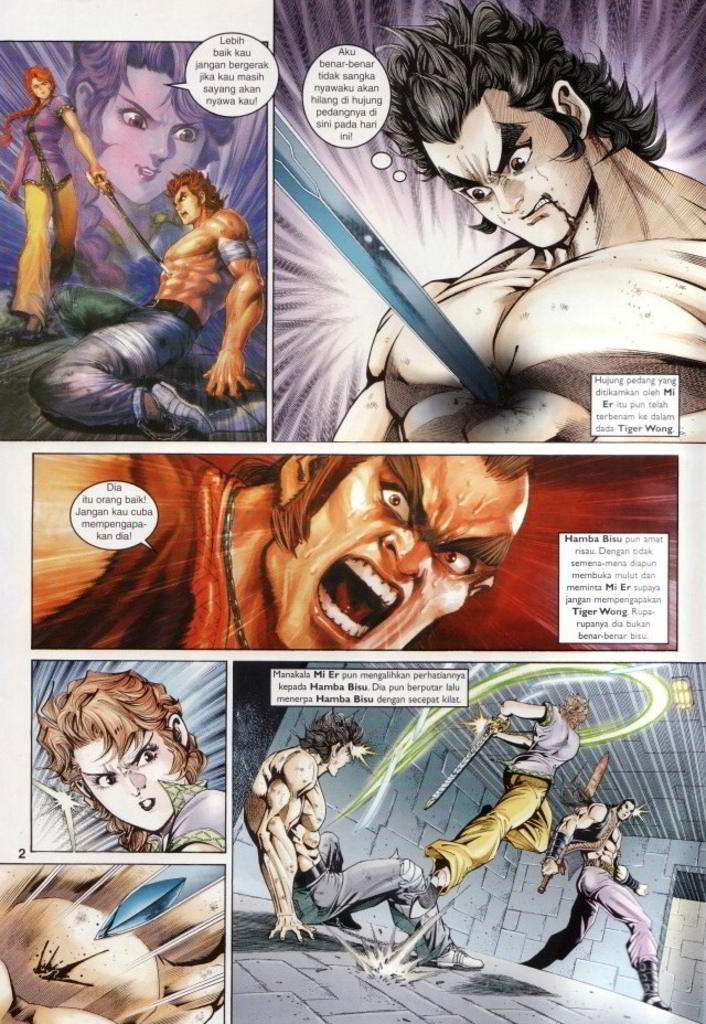 Lebih
baik kau
jangan bergerak
jika kau masih
sayang akan
nyawa kau!
Aku
benar-benar
tidak sangka
nyawaku akan
hilang di hujung
pedangnya di
sini pada hari
ini!
Hujung pedang yang
ditikamkan oleh Mi
Er itu pun telah
terbenam ke dalam
dada Tiger Wong.
Dia
itu orang baik!
Jangan kau cuba
mempengapa-
kan dia!
Hamba Bisu pun amat
risau. Dengan tidak
semena-mena diapun
membuka mulut dan
meminta Mi Er supaya
jangan mempengapakan
Tiger Wong. Rupa-
rupanya dia bukan
benar-benar bisu.
Manakala Mi Er pun mengalihkan perhatiannya
kepada Hamba Bisu. Dia pun berputar lalu
menerpa Hamba Bisu dengan secepat kilat.
2